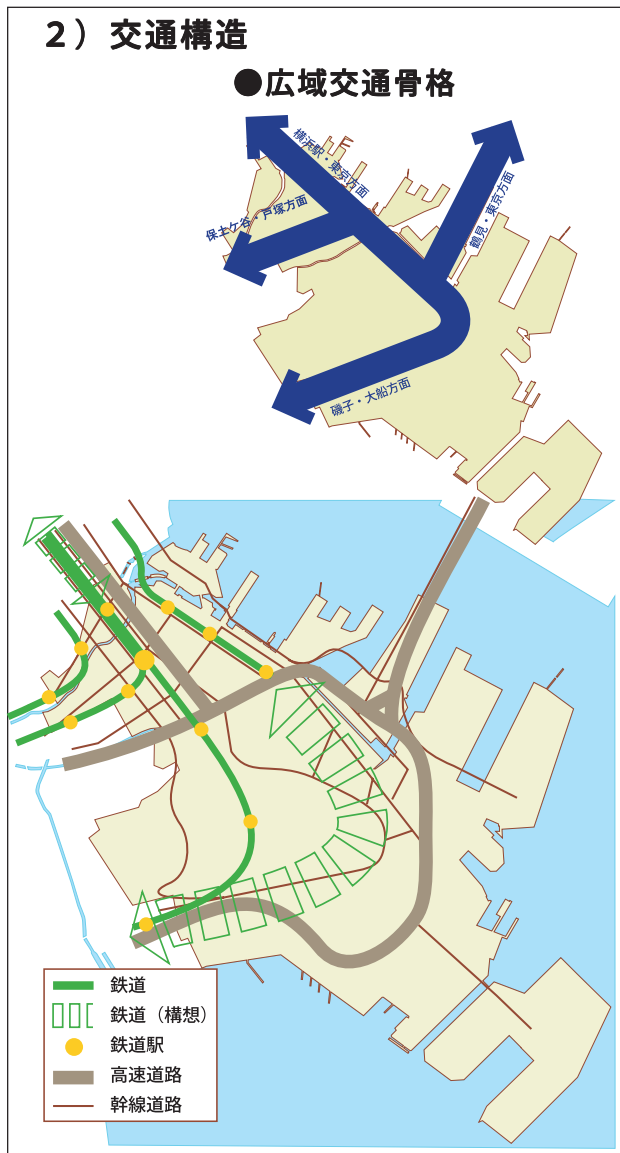 2）交通構造
●広域交通骨格
横浜駅・東京方面
鶴見・東京方面
保土ケ谷・戸塚方面
磯子・大船方面
鉄道
鉄道（構想）
鉄道駅
高速道路
幹線道路